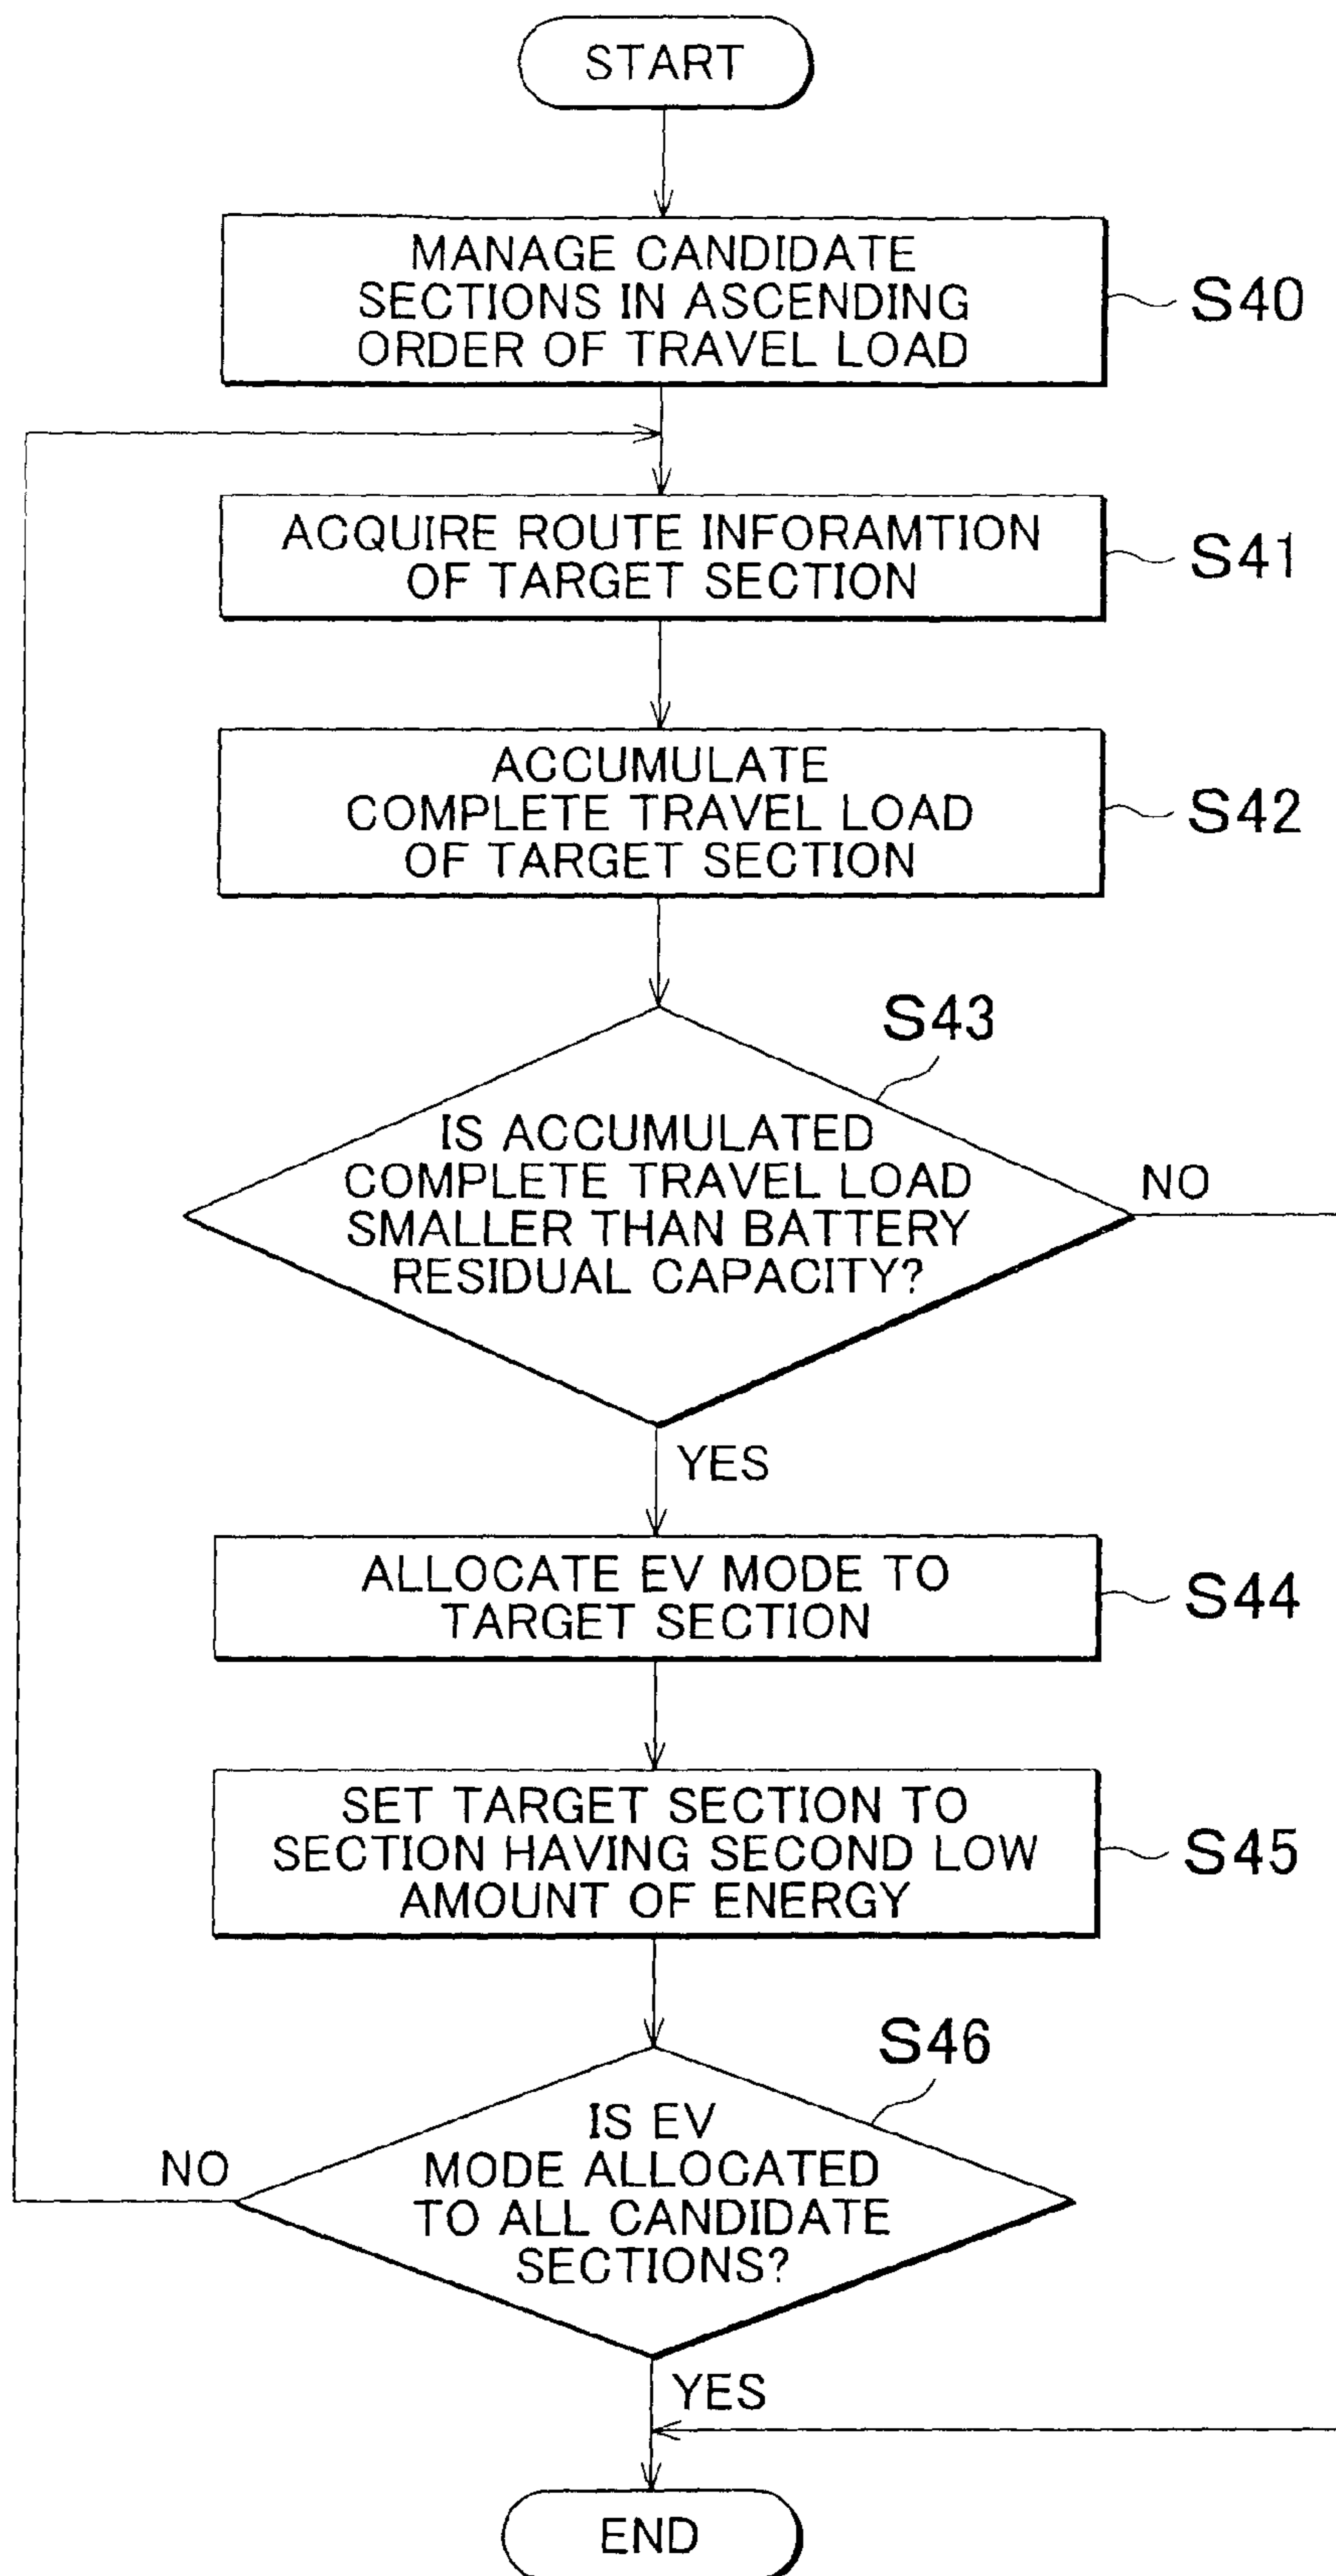 START
MANAGE CANDIDATE
SECTIONS IN ASCENDING
ORDER OF TRAVEL LOAD
S40
ACQUIRE ROUTE INFORAMTION
OF TARGET SECTION
S41
ACCUMULATE
COMPLETE TRAVEL LOAD
OF TARGET SECTION
S42
S43
IS ACCUMULATED
COMPLETE TRAVEL LOAD
SMALLER THAN BATTERY
RESIDUAL CAPACITY?
NO
YES
ALLOCATE EV MODE TO
TARGET SECTION
S44
SET TARGET SECTION TO
SECTION HAVING SECOND LOW
AMOUNT OF ENERGY
S45
S46
IS EV
MODE ALLOCATED
TO ALL CANDIDATE
SECTIONS?
NO
YES
END